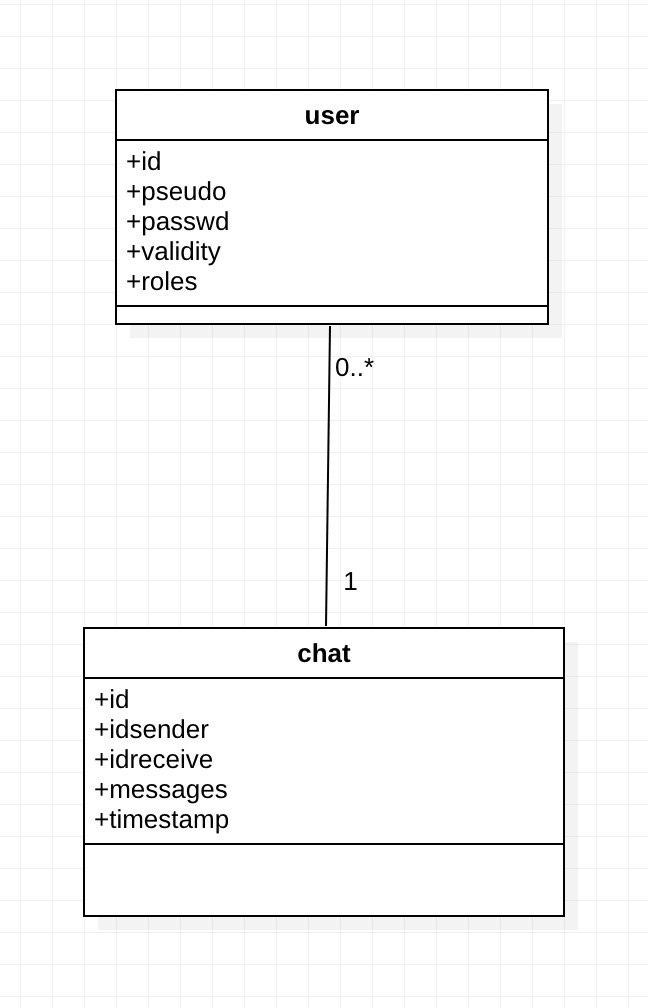 user
+id
+pseudo
+passwd
+validity
+roles
0..*
1
chat
+id
+idsender
+idreceive
+messages
+timestamp